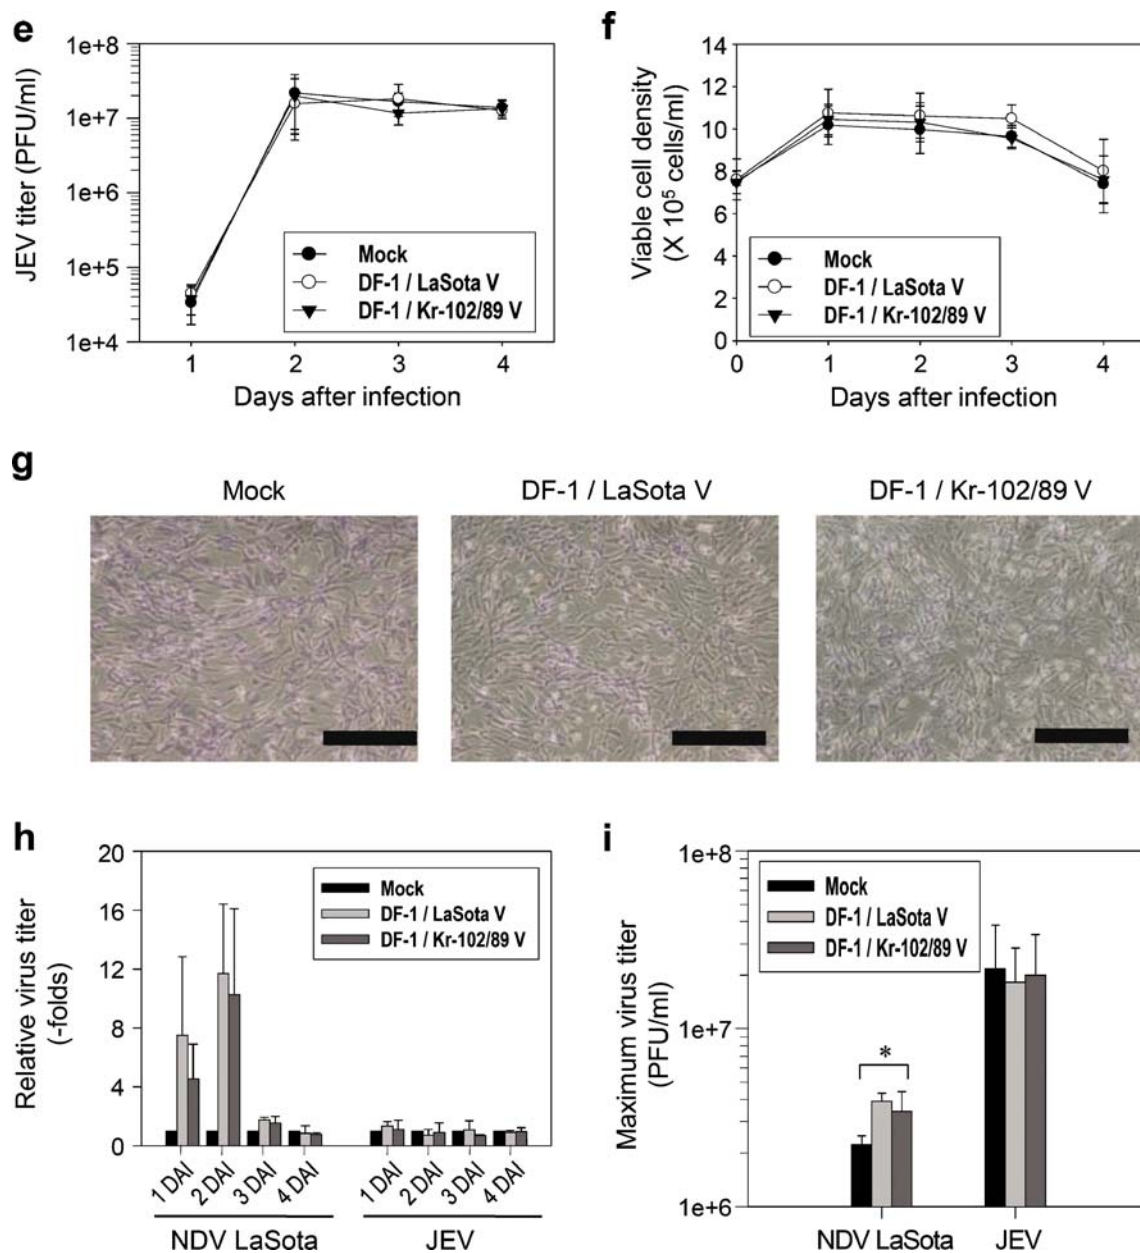 e
JEV titer (PFU/ml)
1e+8
1e+7
1e+6
1e+5
1e+4
Mock
DF-1 / LaSota V
DF-1 / Kr-102/89 V
1 2 3 4
Days after infection
f
Viable cell density
(X 10⁵ cells/ml)
14
12
10
8
6
4
2
0
Mock
DF-1 / LaSota V
DF-1 / Kr-102/89 V
0 1 2 3 4
Days after infection
g
Mock
DF-1 / LaSota V
DF-1 / Kr-102/89 V
h
Relative virus titer
(-folds)
20
16
12
8
4
0
Mock
DF-1 / LaSota V
DF-1 / Kr-102/89 V
1 DAI 2 DAI 3 DAI 4 DAI 1 DAI 2 DAI 3 DAI 4 DAI
NDV LaSota JEV
i
Maximum virus titer
(PFU/ml)
1e+8
1e+7
1e+6
Mock
DF-1 / LaSota V
DF-1 / Kr-102/89 V
*
NDV LaSota JEV